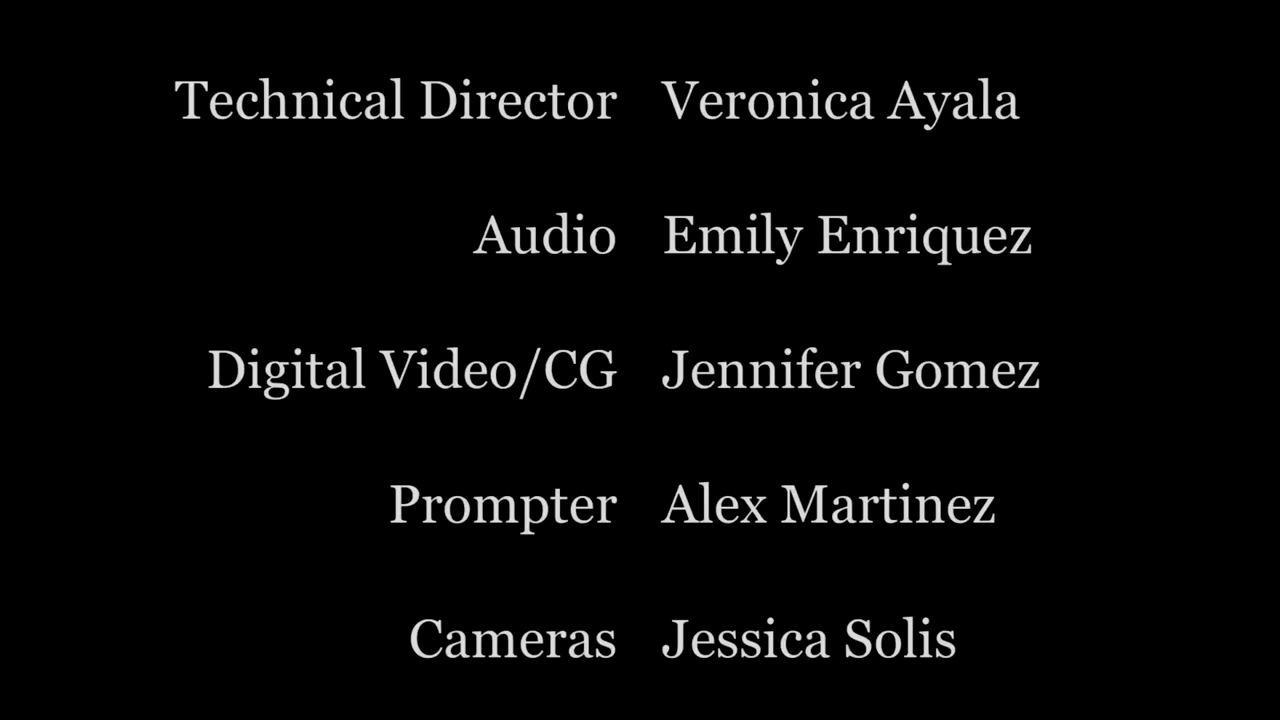 Technical Director Veronica Ayala
Audio Emily Enriquez
Digital Video/CG Jennifer Gomez
Prompter Alex Martinez
Cameras Jessica Solis